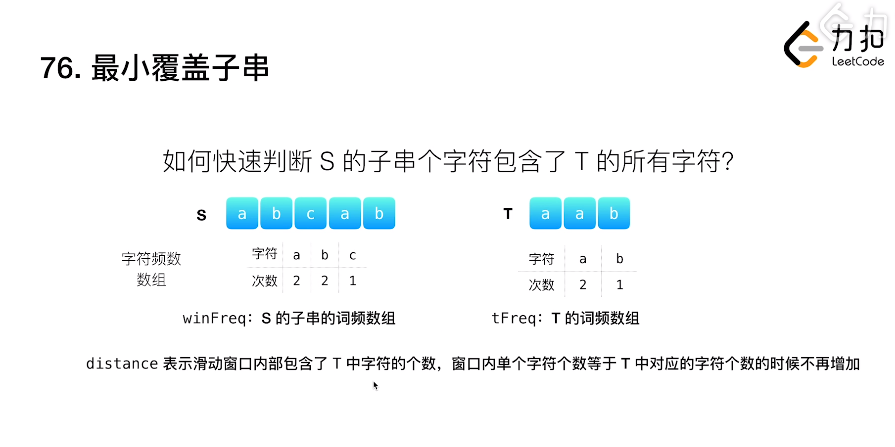 力扣
LeetCode
76. 最小覆盖子串
如何快速判断 S 的子串个字符包含了 T 的所有字符?
S a b c a b
T a a b
字符频数
数组
字符 a b c
次数 2 2 1
字符 a b
次数 2 1
winFreq: S 的子串的词频数组
tFreq: T 的词频数组
distance 表示滑动窗口内部包含了 T 中字符的个数，窗口内单个字符个数等于 T 中对应的字符个数的时候不再增加